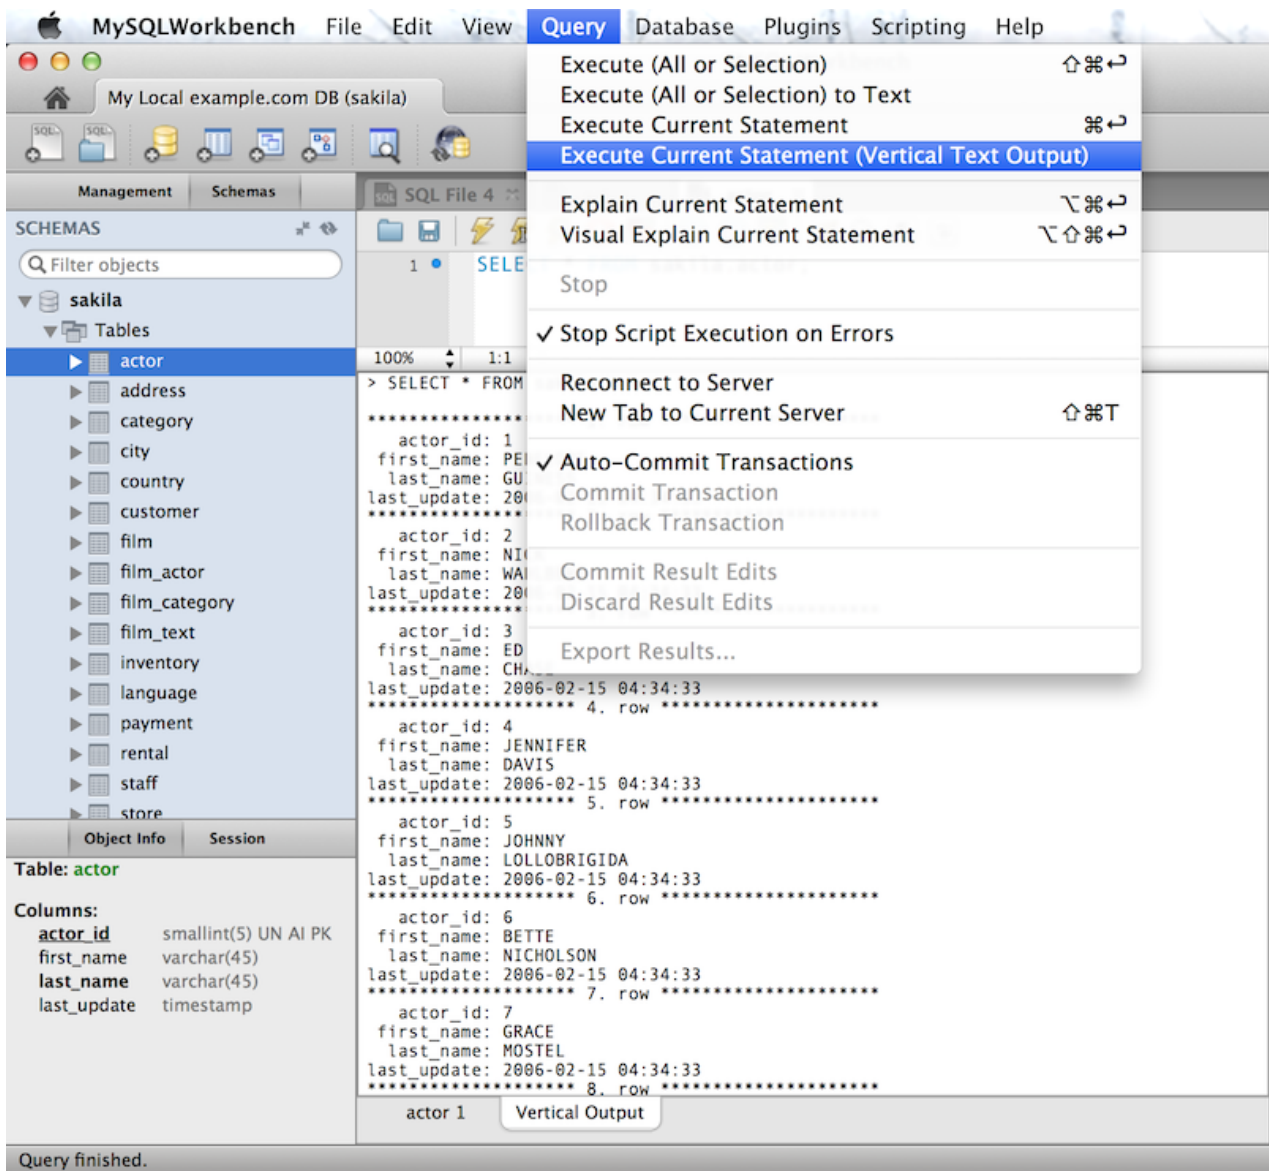 MySQLWorkbench File Edit View Query Database Plugins Scripting Help
Execute (All or Selection) ⇧⌘↩
Execute (All or Selection) to Text
Execute Current Statement ⌘↩
Execute Current Statement (Vertical Text Output)
Explain Current Statement ⌥⌘↩
Visual Explain Current Statement ⌥⇧⌘↩
Stop
✓ Stop Script Execution on Errors
Reconnect to Server
New Tab to Current Server ⇧⌘T
✓ Auto-Commit Transactions
Commit Transaction
Rollback Transaction
Commit Result Edits
Discard Result Edits
Export Results...
My Local example.com DB (sakila)
SQL SQL
Management Schemas
SCHEMAS
Filter objects
sakila
Tables
actor
address
category
city
country
customer
film
film_actor
film_category
film_text
inventory
language
payment
rental
staff
store
Object Info Session
Table: actor
Columns:
actor_id smallint(5) UN AI PK
first_name varchar(45)
last_name varchar(45)
last_update timestamp
SQL File 4
1 SELE
100% 1:1
> SELECT * FROM
******************
actor_id: 1
first_name: PE
last_name: GU
last_update: 20
******************
actor_id: 2
first_name: NI
last_name: WA
last_update: 20
******************
actor_id: 3
first_name: ED
last_name: CHASE
last_update: 2006-02-15 04:34:33
******************** 4. row *********************
actor_id: 4
first_name: JENNIFER
last_name: DAVIS
last_update: 2006-02-15 04:34:33
******************** 5. row *********************
actor_id: 5
first_name: JOHNNY
last_name: LOLLOBRIGIDA
last_update: 2006-02-15 04:34:33
******************** 6. row *********************
actor_id: 6
first_name: BETTE
last_name: NICHOLSON
last_update: 2006-02-15 04:34:33
******************** 7. row *********************
actor_id: 7
first_name: GRACE
last_name: MOSTEL
last_update: 2006-02-15 04:34:33
******************** 8. row *********************
actor 1 Vertical Output
Query finished.